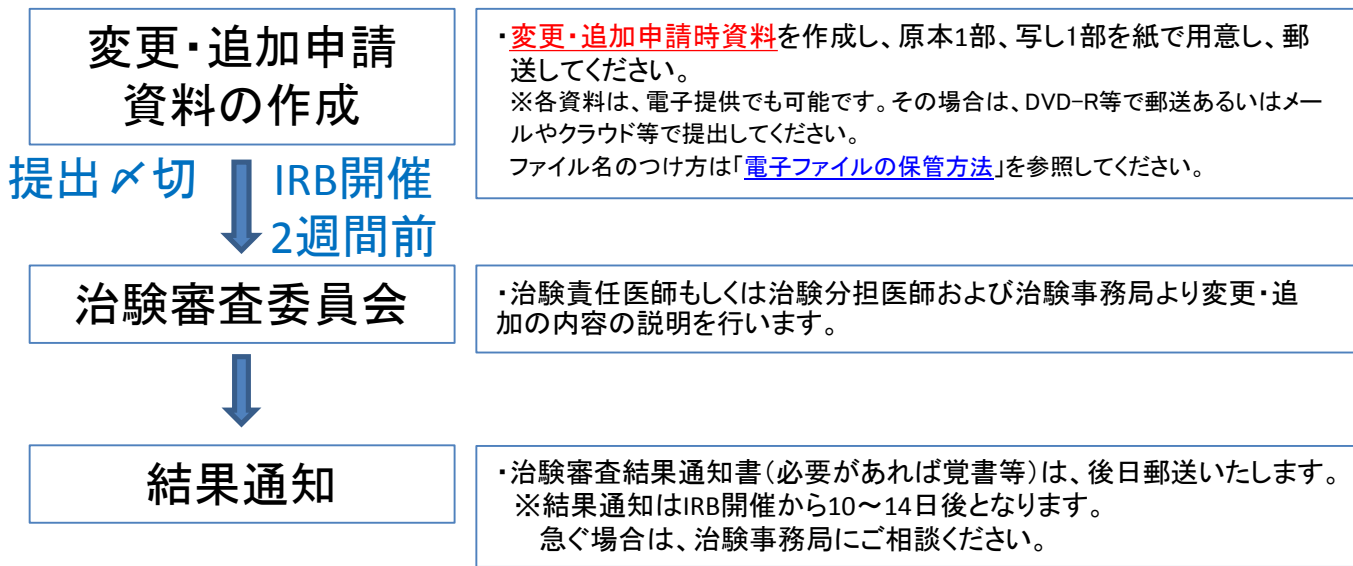 変更・追加申請
資料の作成
・変更・追加申請時資料を作成し、原本1部、写し1部を紙で用意し、郵
送してください。
※各資料は、電子提供でも可能です。その場合は、DVD-R等で郵送あるいはメー
ルやクラウド等で提出してください。
ファイル名のつけ方は「電子ファイルの保管方法」を参照してください。
提出〆切
IRB開催
2週間前
治験審査委員会
・治験責任医師もしくは治験分担医師および治験事務局より変更・追
加の内容の説明を行います。
結果通知
・治験審査結果通知書(必要があれば覚書等)は、後日郵送いたします。
※結果通知はIRB開催から10~14日後となります。
急ぐ場合は、治験事務局にご相談ください。